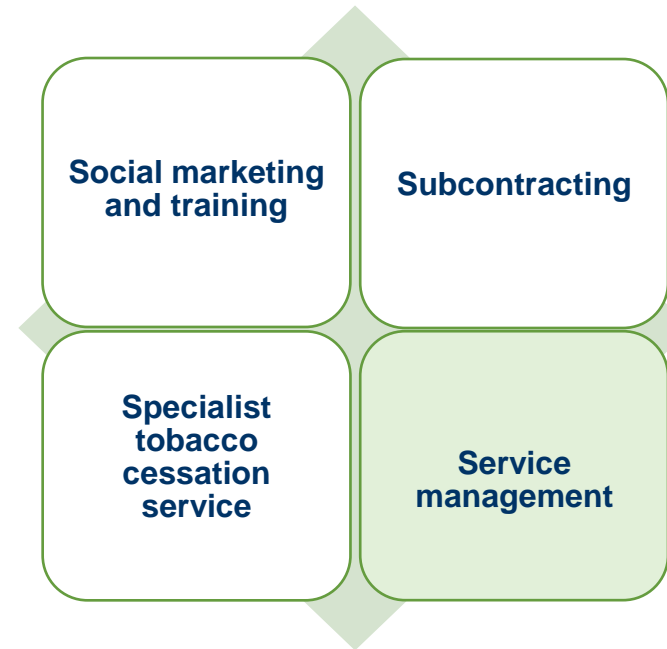 Social marketing
and training
Subcontracting
Specialist
tobacco
cessation
service
Service
management